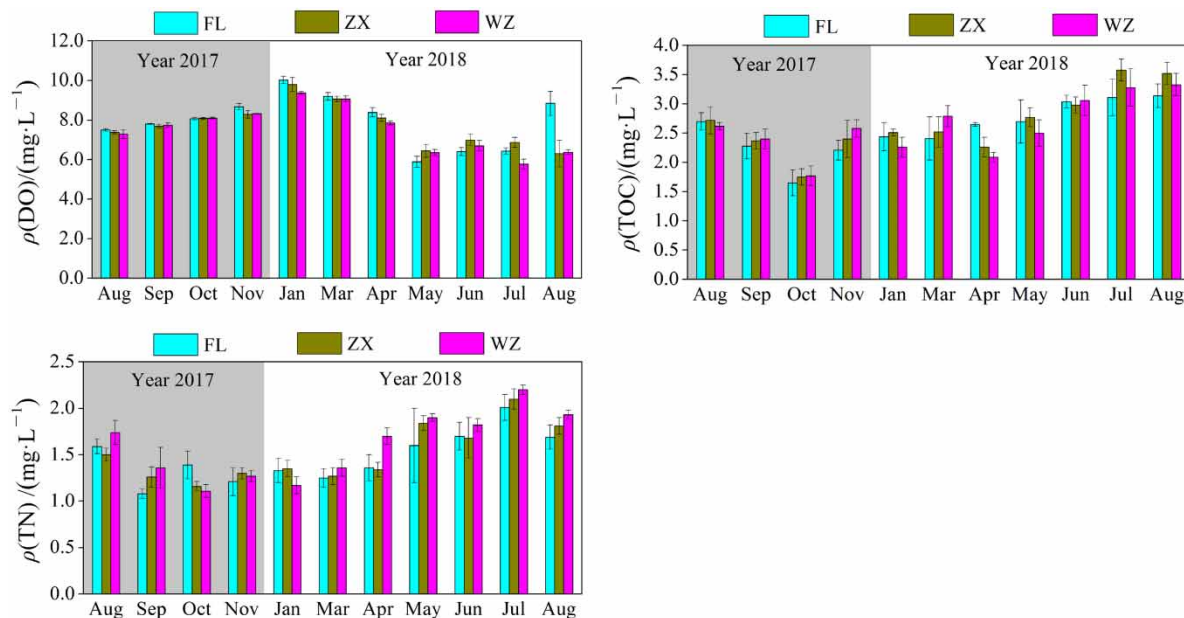 FL ZX WZ
Year 2017 Year 2018
ρ(DO)/(mg·L⁻¹)
12.0
10.0
8.0
6.0
4.0
2.0
0.0
Aug Sep Oct Nov Jan Mar Apr May Jun Jul Aug
FL ZX WZ
Year 2017 Year 2018
ρ(TOC)/(mg·L⁻¹)
4.0
3.5
3.0
2.5
2.0
1.5
1.0
0.5
0.0
Aug Sep Oct Nov Jan Mar Apr May Jun Jul Aug
FL ZX WZ
Year 2017 Year 2018
ρ(TN) /(mg·L⁻¹)
2.5
2.0
1.5
1.0
0.5
0.0
Aug Sep Oct Nov Jan Mar Apr May Jun Jul Aug